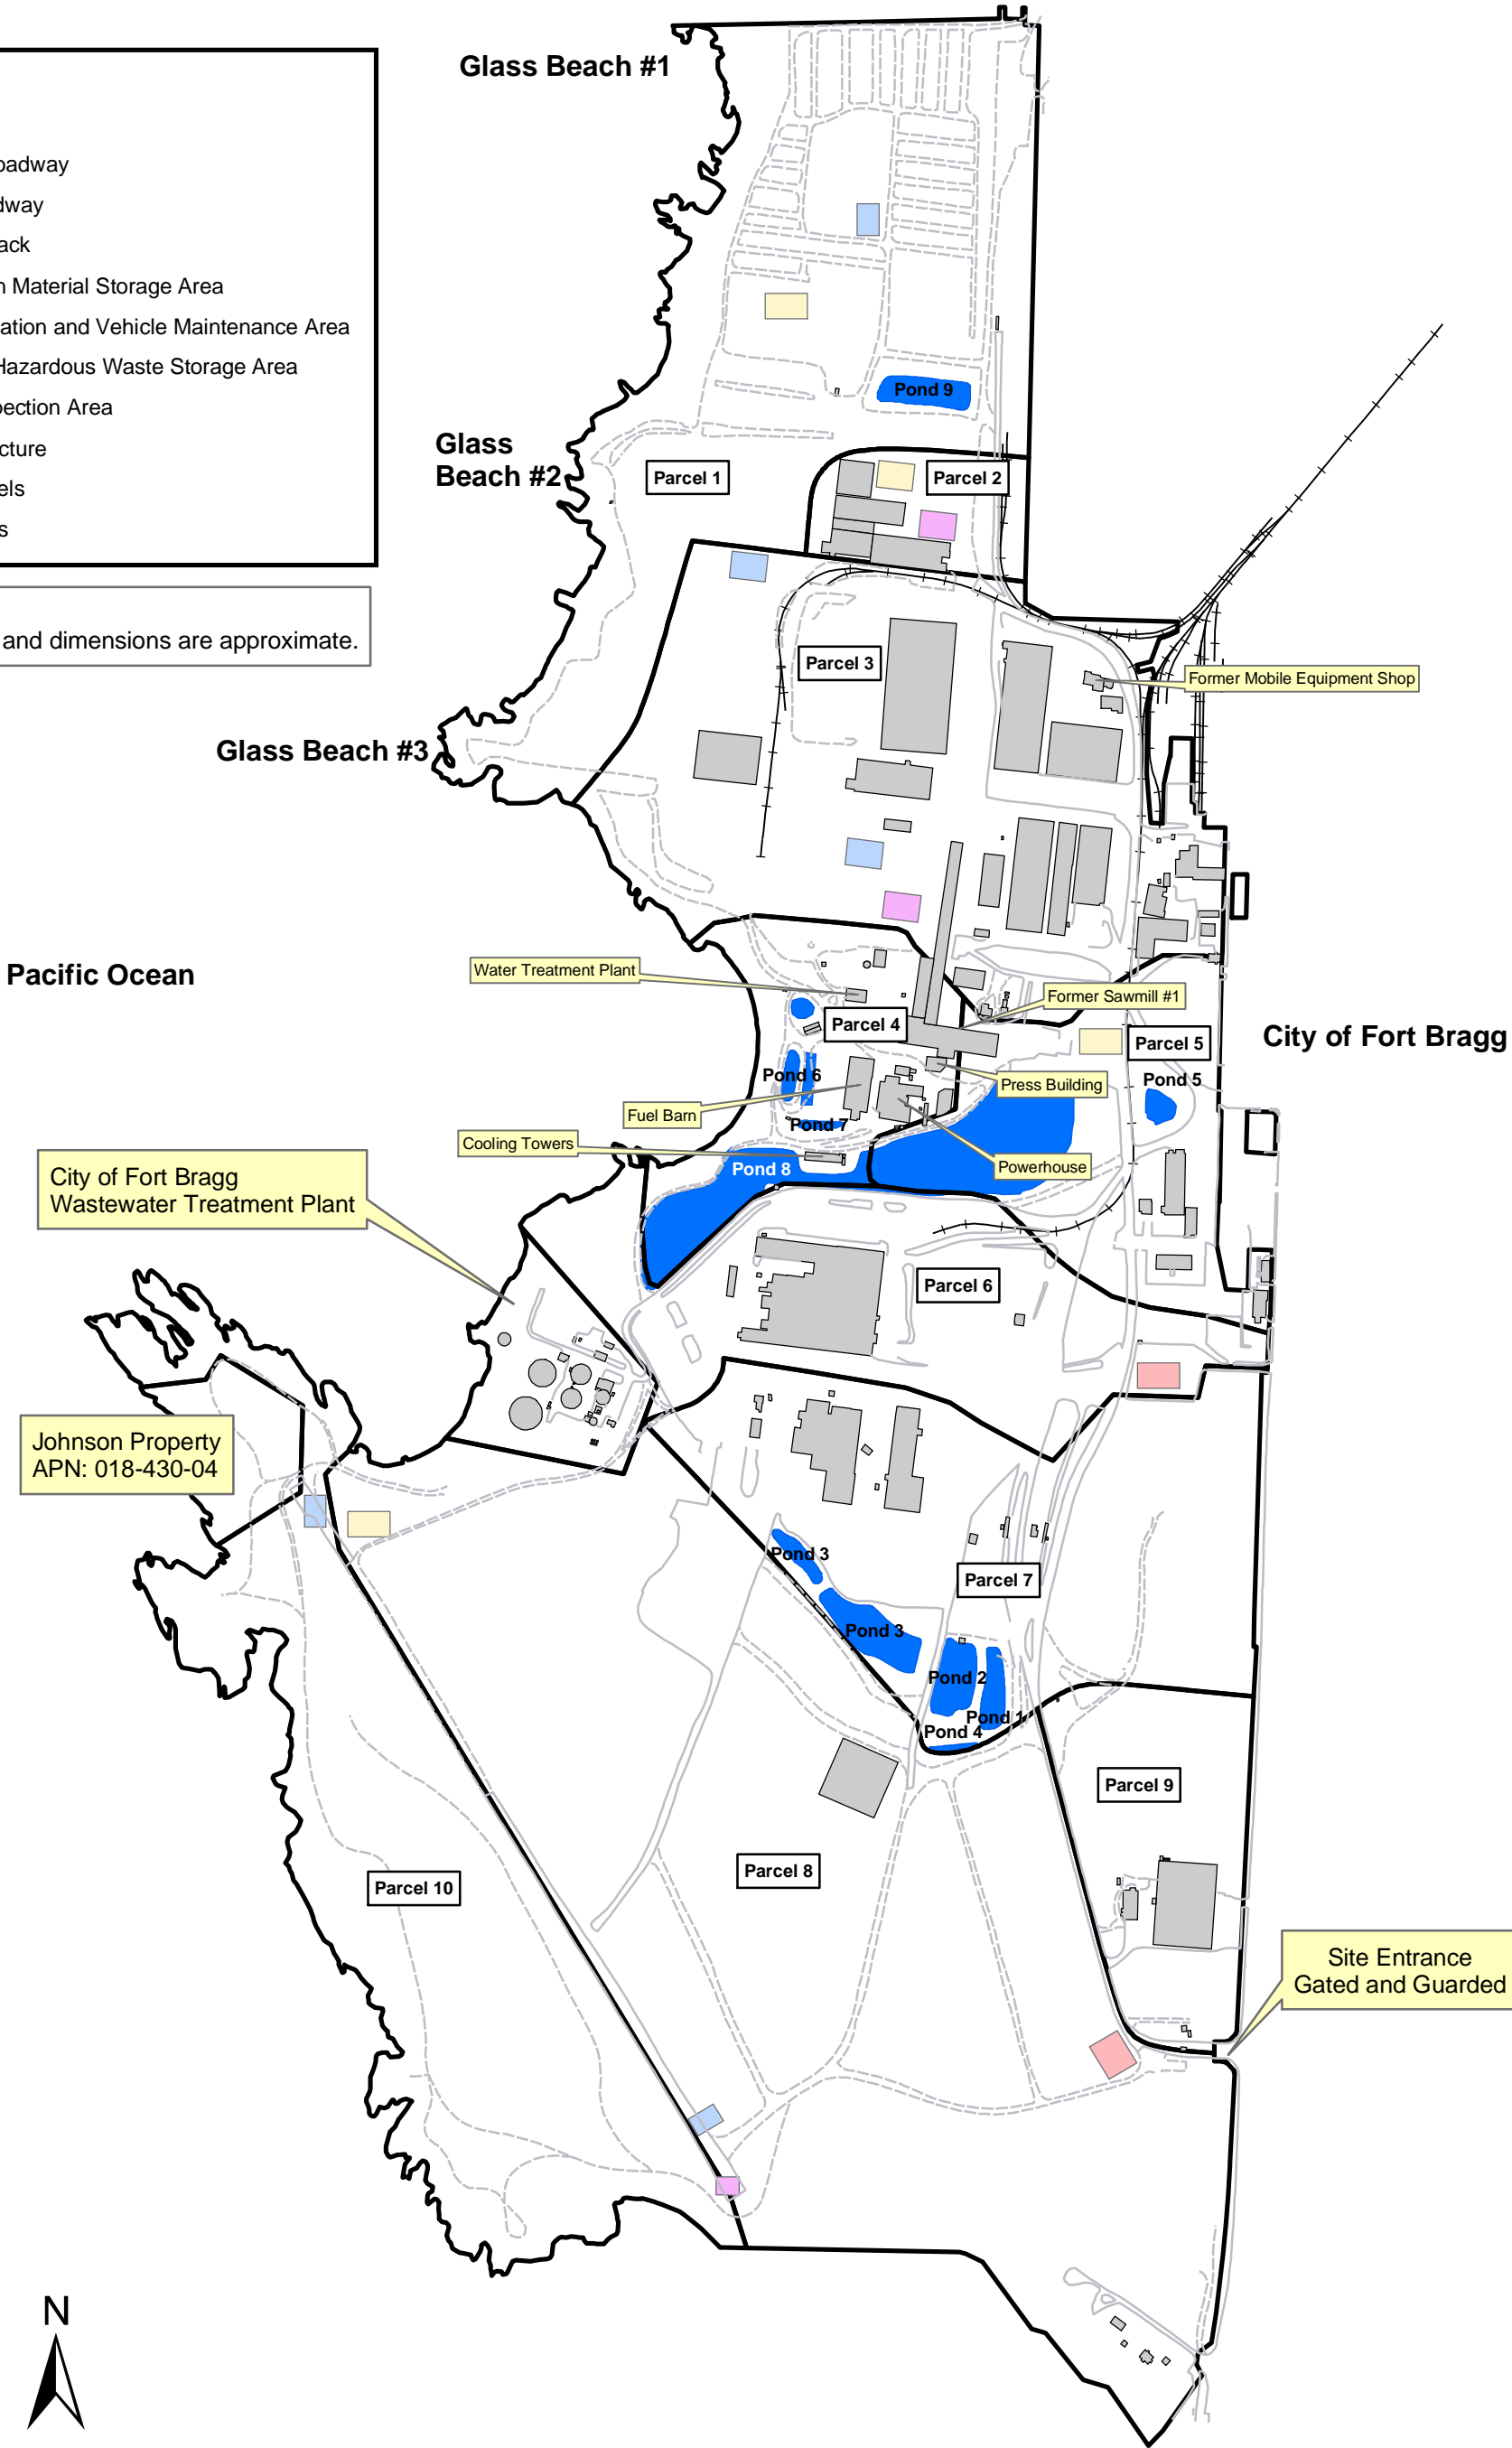 Glass Beach #1
oadway
dway
ack
n Material Storage Area
ation and Vehicle Maintenance Area
Hazardous Waste Storage Area
pection Area
cture
els
s
and dimensions are approximate.
Pond 9
Glass
Beach #2
Parcel 1
Parcel 2
Parcel 3
Former Mobile Equipment Shop
Glass Beach #3
Pacific Ocean
Water Treatment Plant
Former Sawmill #1
Parcel 4
Parcel 5
City of Fort Bragg
Pond 6
Press Building
Pond 5
Fuel Barn
Pond 7
Cooling Towers
Pond 8
Powerhouse
City of Fort Bragg
Wastewater Treatment Plant
Parcel 6
Johnson Property
APN: 018-430-04
Pond 3
Parcel 7
Pond 3
Pond 2
Pond 1
Pond 4
Parcel 9
Parcel 8
Parcel 10
Site Entrance
Gated and Guarded
N